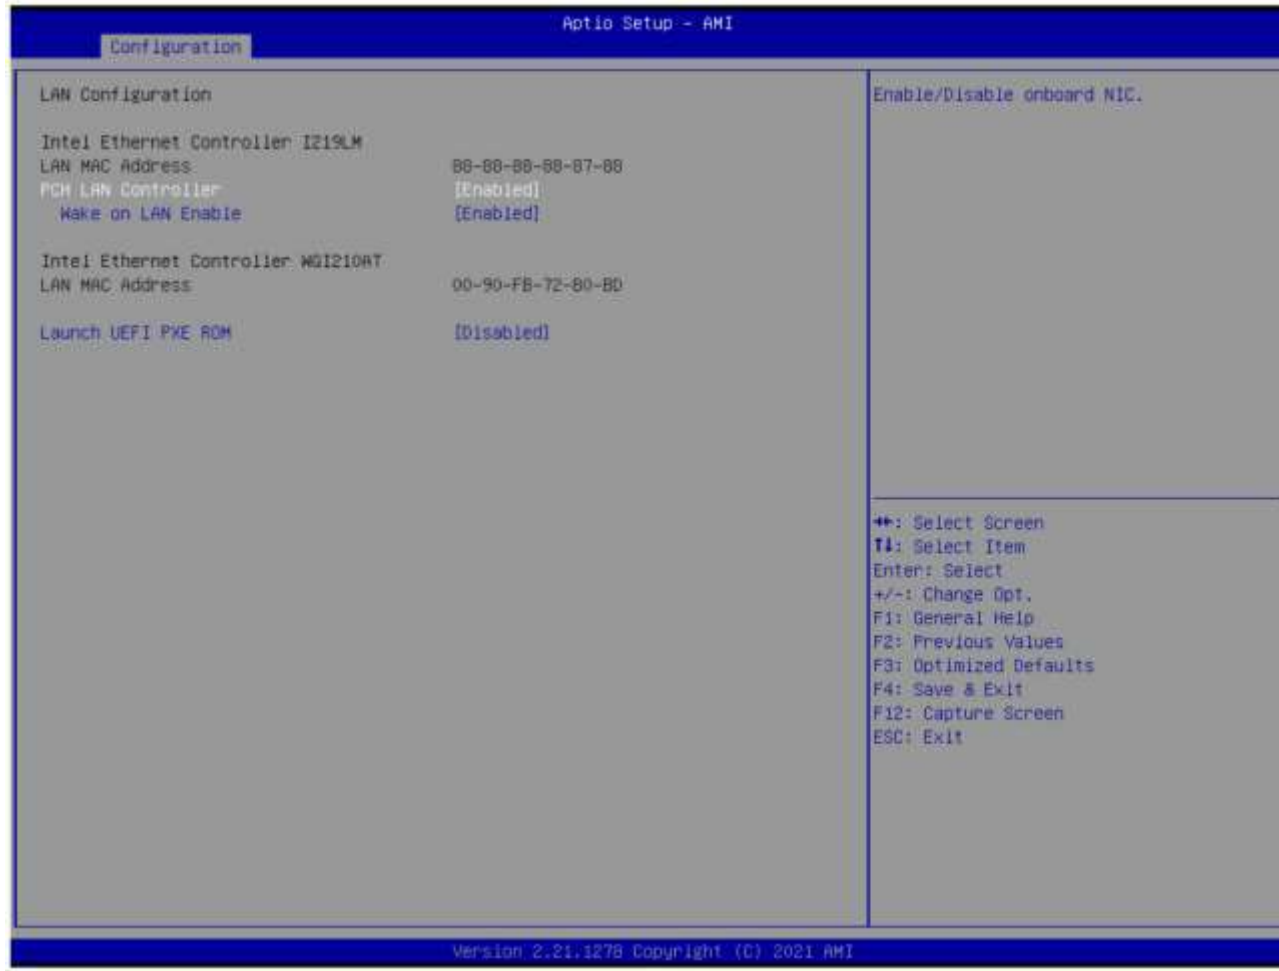 Aptio Setup - AMI
Configuration
LAN Configuration
Enable/Disable onboard NIC.
Intel Ethernet Controller I219LM
LAN MAC Address 88-88-88-88-87-88
PCH LAN Controller [Enabled]
Wake on LAN Enable [Enabled]
Intel Ethernet Controller WGI210AT
LAN MAC Address 00-90-FB-72-B0-BD
Launch UEFI PXE ROM [Disabled]
→←: Select Screen
↑↓: Select Item
Enter: Select
+/-: Change Opt.
F1: General Help
F2: Previous Values
F3: Optimized Defaults
F4: Save & Exit
F12: Capture Screen
ESC: Exit
Version 2.21.1278 Copyright (C) 2021 AMI